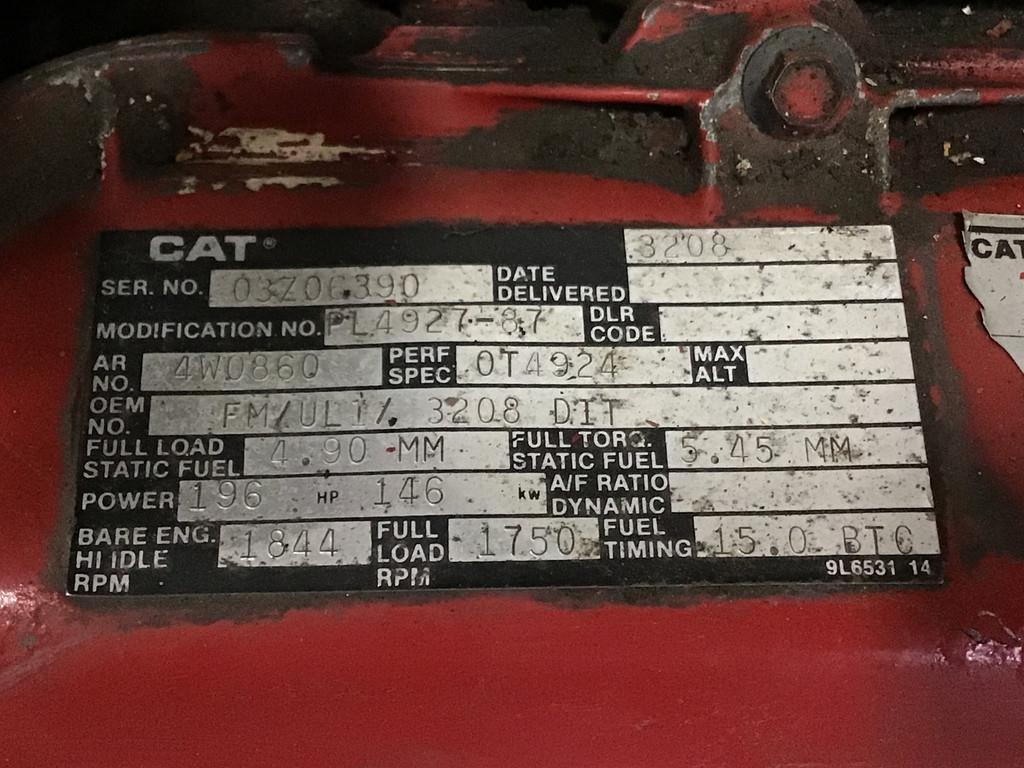 CAT® 3208
SER. NO. 03Z06390 DATE DELIVERED
MODIFICATION NO. PL4927-87 DLR CODE
AR NO. 4W0860 PERF SPEC 0T4924 MAX ALT
OEM NO. FM/UL1% 3208 DIT
FULL LOAD STATIC FUEL 4.90 MM FULL TORQ. STATIC FUEL 5.45 MM
POWER 196 HP 146 kw A/F RATIO DYNAMIC
BARE ENG. HI IDLE RPM 1844 FULL LOAD RPM 1750 FUEL TIMING 15.0 BTC
9L6531 14
CAT